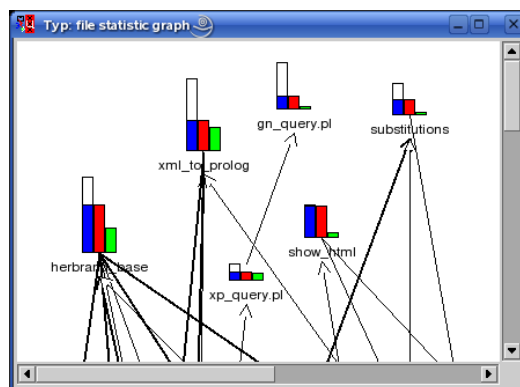 Typ: file statistic graph
gn_query.pl
substitutions
xml_to_prolog
show_html
herbrand_base
xp_query.pl